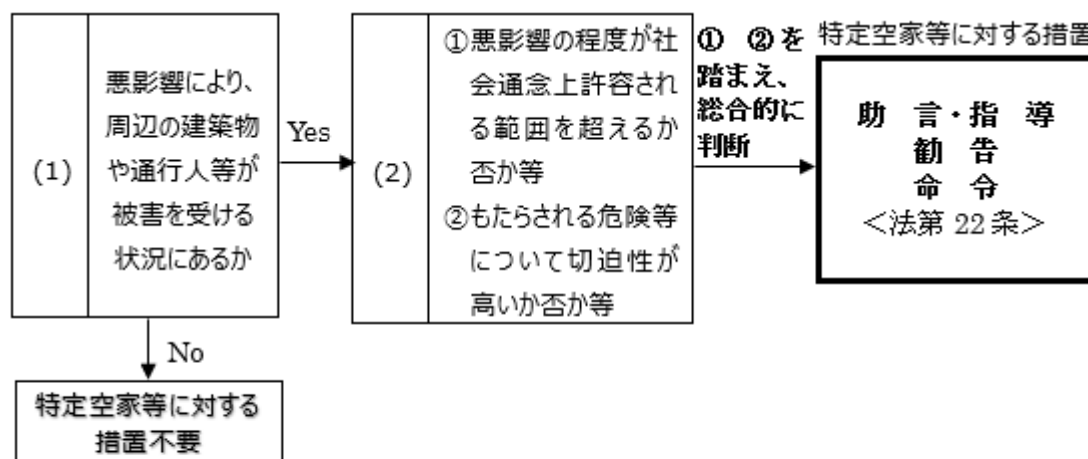 (1)
悪影響により、
周辺の建築物
や通行人等が
被害を受ける
状況にあるか
Yes
(2)
①悪影響の程度が社
会通念上許容され
る範囲を超えるか
否か等
②もたらされる危険等
について切迫性が
高いか否か等
① ②を
踏まえ、
総合的に
判断
特定空家等に対する措置
助 言・指 導
勧 告
命 令
＜法第 22 条＞
No
特定空家等に対する
措置不要